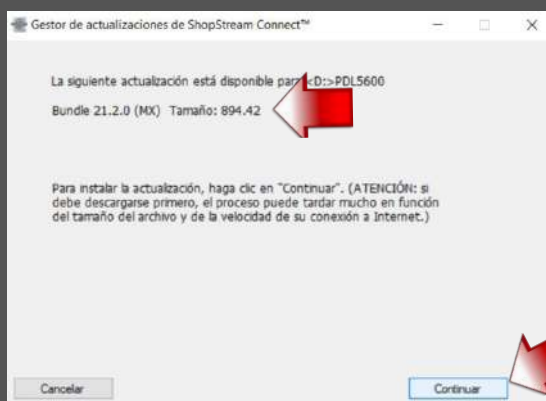 Gestor de actualizaciones de ShopStream Connect™
La siguiente actualización está disponible para <D:>PDL5600
Bundle 21.2.0 (MX) Tamaño: 894.42
Para instalar la actualización, haga clic en "Continuar". (ATENCIÓN: si
debe descargarse primero, el proceso puede tardar mucho en función
del tamaño del archivo y de la velocidad de su conexión a Internet.)
Cancelar
Continuar